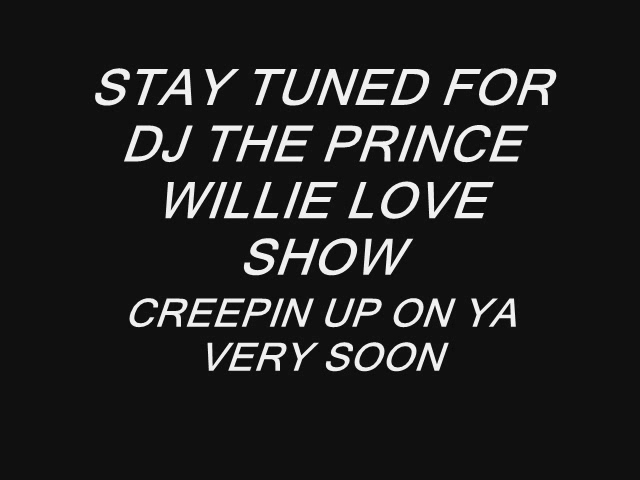 STAY TUNED FOR
DJ THE PRINCE
WILLIE LOVE
SHOW
CREEPIN UP ON YA
VERY SOON